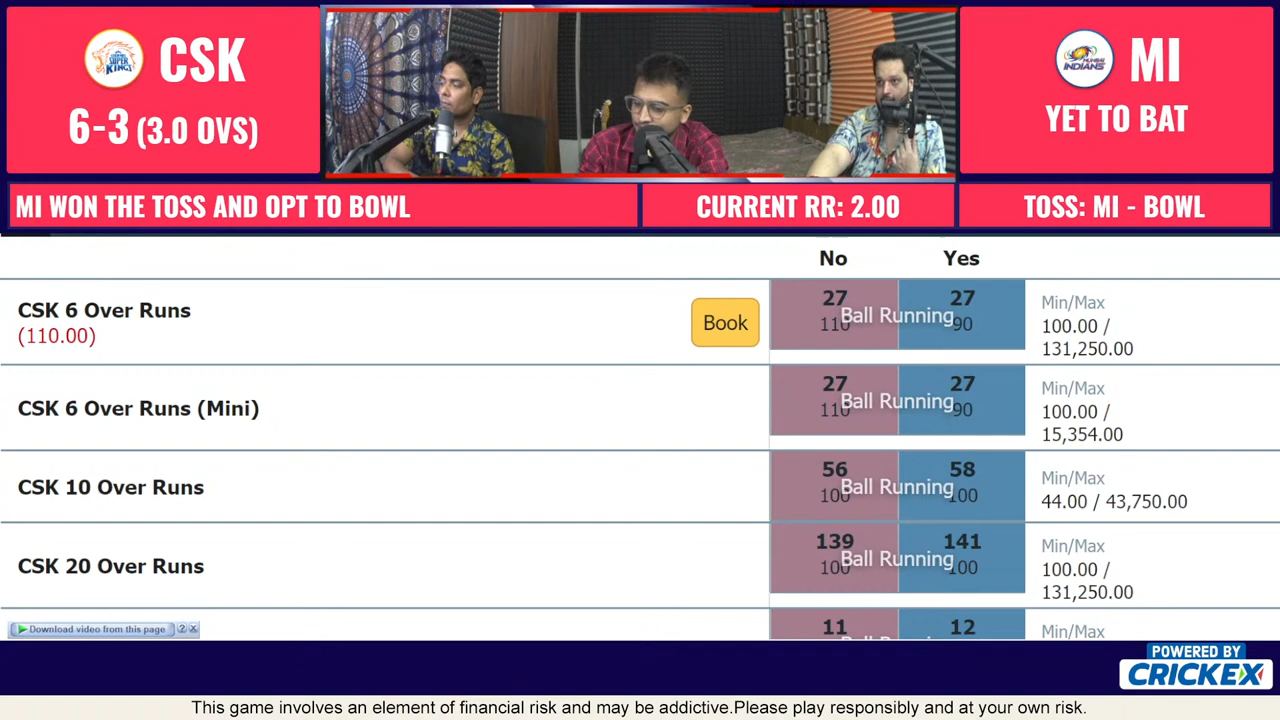 CSK
6-3 (3.0 OVS)
MI
YET TO BAT
MUMBAI
INDIANS
SUPER
KINGS
MI WON THE TOSS AND OPT TO BOWL
CURRENT RR: 2.00
TOSS: MI - BOWL
No Yes
CSK 6 Over Runs
(110.00)
Book
27 27
Ball Running
110 90
Min/Max
100.00 /
131,250.00
CSK 6 Over Runs (Mini)
27 27
Ball Running
110 90
Min/Max
100.00 /
15,354.00
CSK 10 Over Runs
56 58
Ball Running
100 100
Min/Max
44.00 / 43,750.00
CSK 20 Over Runs
139 141
Ball Running
100 100
Min/Max
100.00 /
131,250.00
11 12
Min/Max
Download video from this page ? X
POWERED BY
CRICKEX
This game involves an element of financial risk and may be addictive.Please play responsibly and at your own risk.